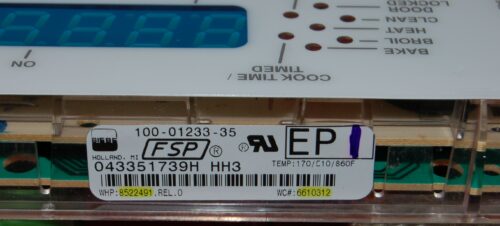 LOCKED
DOOR
CLEAN
HEAT
BROIL
BAKE
COOK TIME /
TIMED
ON
100-01233-35
HOLLAND, MI
FSP® ® EP1
043351739H HH3
TEMP:170/C10/860F
WHP:8522491.REL.0
WC#:6610312